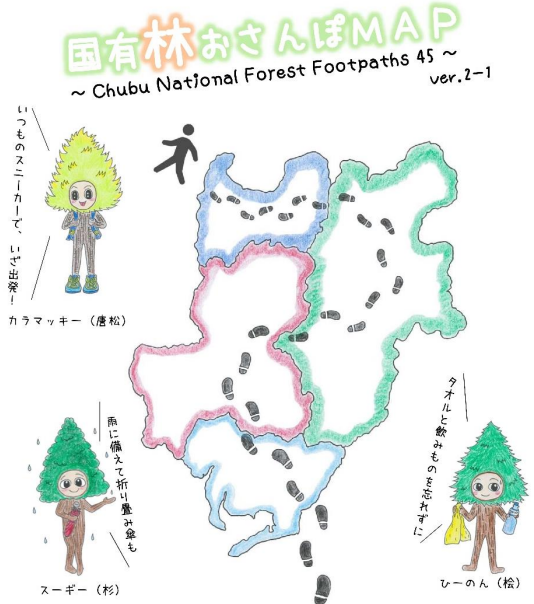 国有林おさんぽMAP
~ Chubu National Forest Footpaths 45 ~
ver.2-1
いつものスニーカーで、いざ出発!
カラマッキー(唐松)
雨に備えて折り畳み傘も
スーギー(杉)
タオルと飲みものを忘れずに
ひーのん(桧)